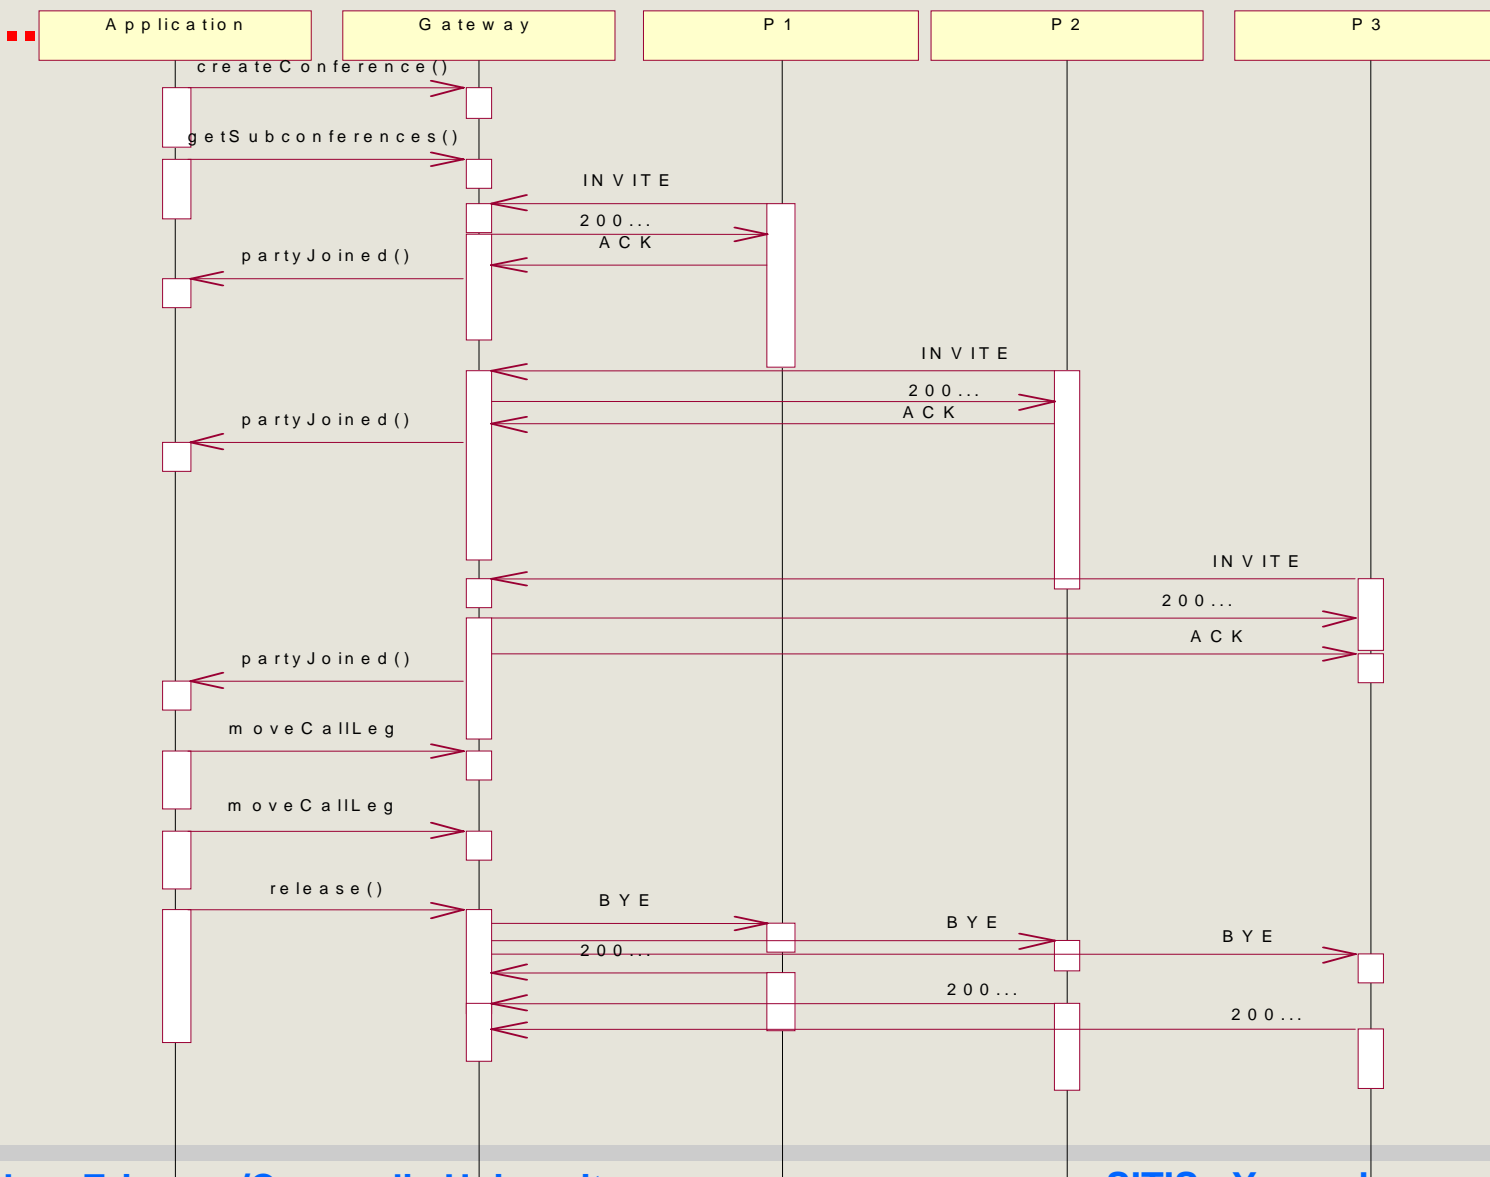 Application Gateway P1 P2 P3
createConference()
getSubconferences()
INVITE
200...
ACK
partyJoined()
INVITE
200...
ACK
partyJoined()
INVITE
200...
ACK
partyJoined()
moveCallLeg
moveCallLeg
release()
BYE
BYE
BYE
200...
200...
200...